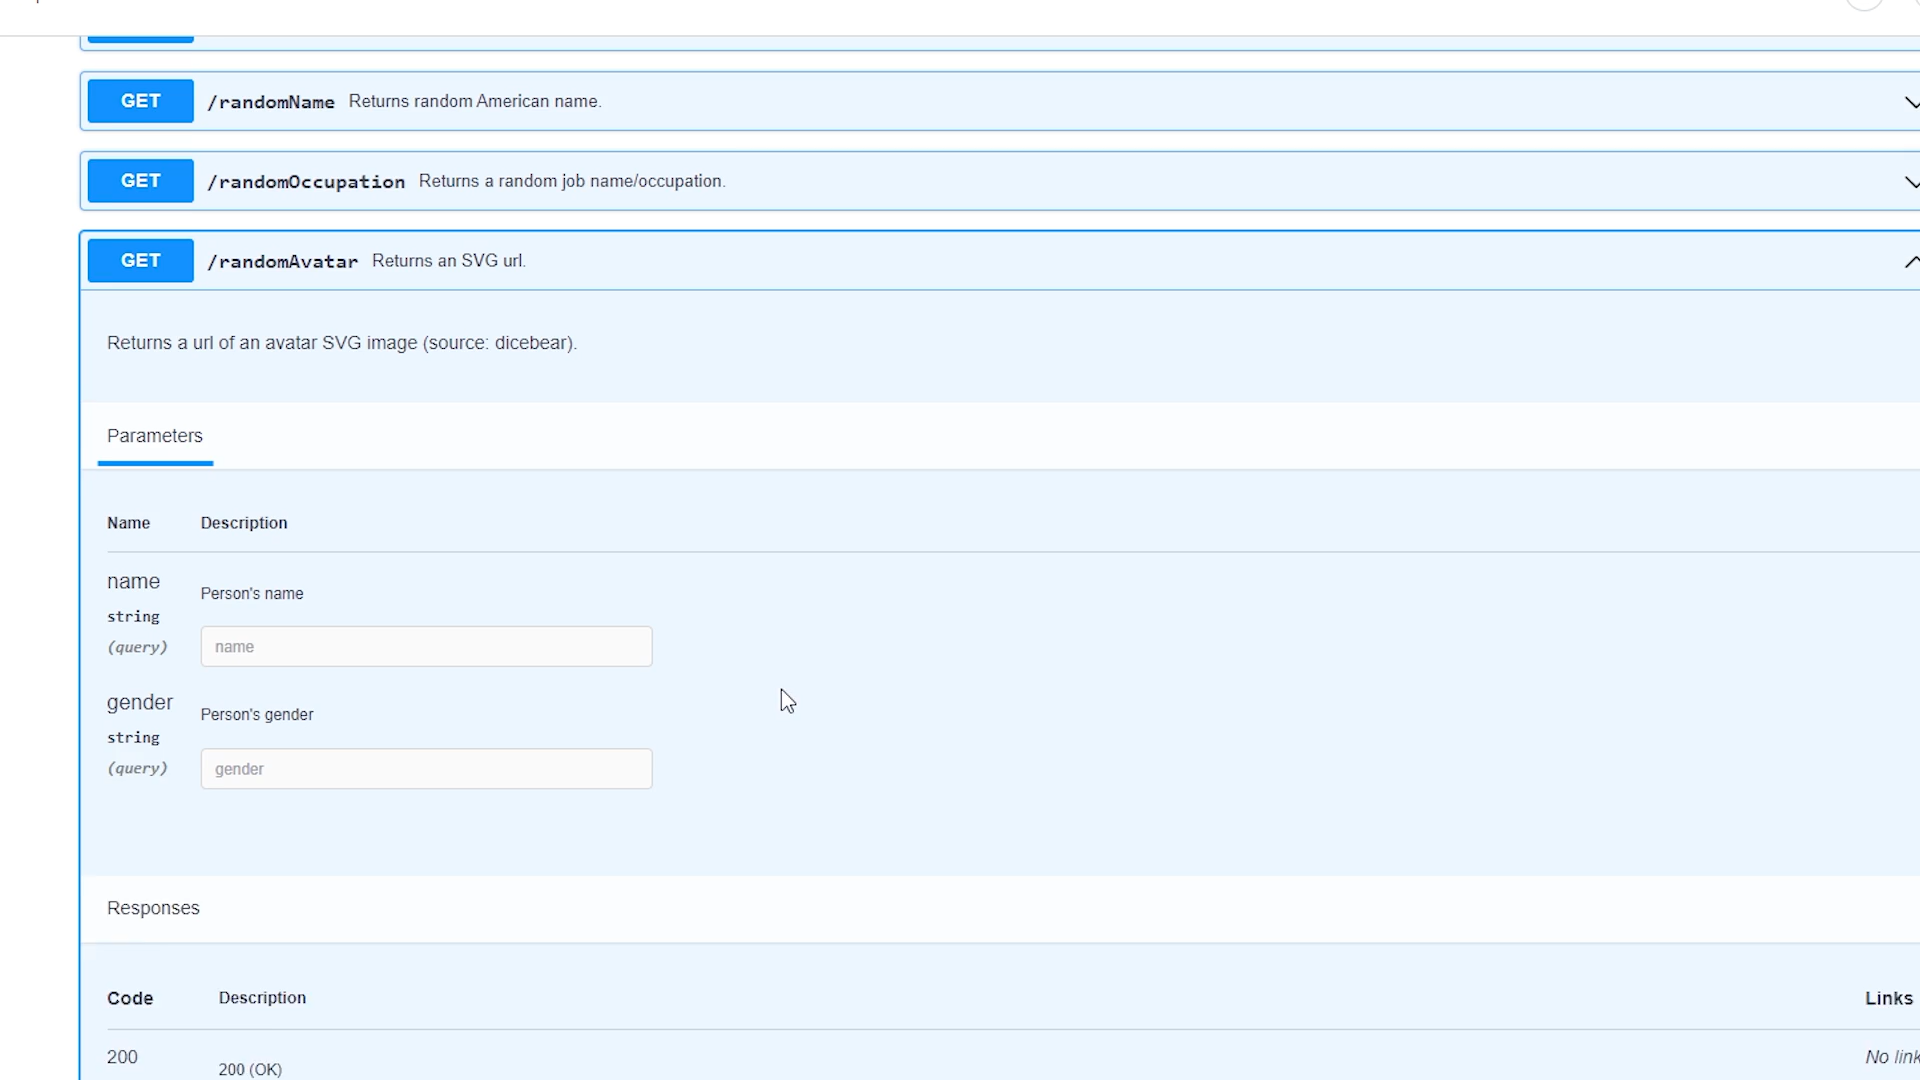 GET /randomName Returns random American name.
GET /randomOccupation Returns a random job name/occupation.
GET /randomAvatar Returns an SVG url.
Returns a url of an avatar SVG image (source: dicebear).
Parameters
Name Description
name
Person's name
string
(query) name
gender
Person's gender
string
(query) gender
Responses
Code Description Links
200 200 (OK) No link